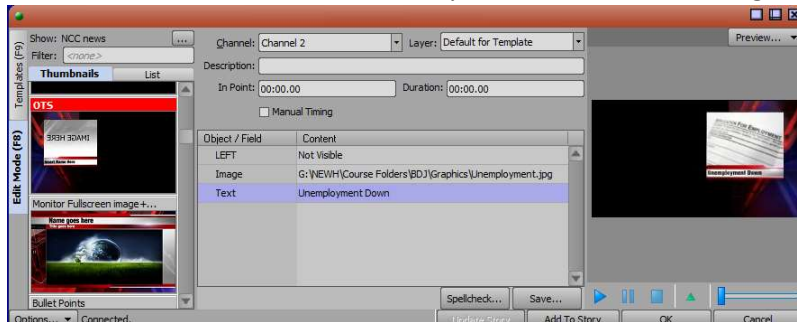 Show: NCC news
...
Channel: Channel 2
Layer: Default for Template
Preview...
Filter: <none>
Description:
Thumbnails
List
In Point: 00:00.00
Duration: 00:00.00
Manual Timing
Templates (F9)
Edit Mode (F8)
OTS
IMAGE HERE
Object / Field
Content
LEFT
Not Visible
Image
G:\NEWH\Course Folders\BDJ\Graphics\Unemployment.jpg
Text
Unemployment Down
Monitor Fullscreen image+...
Name goes here
Bullet Points
Unemployment Down
Spellcheck...
Save...
Options...
Connected.
Update Story
Add To Story
OK
Cancel